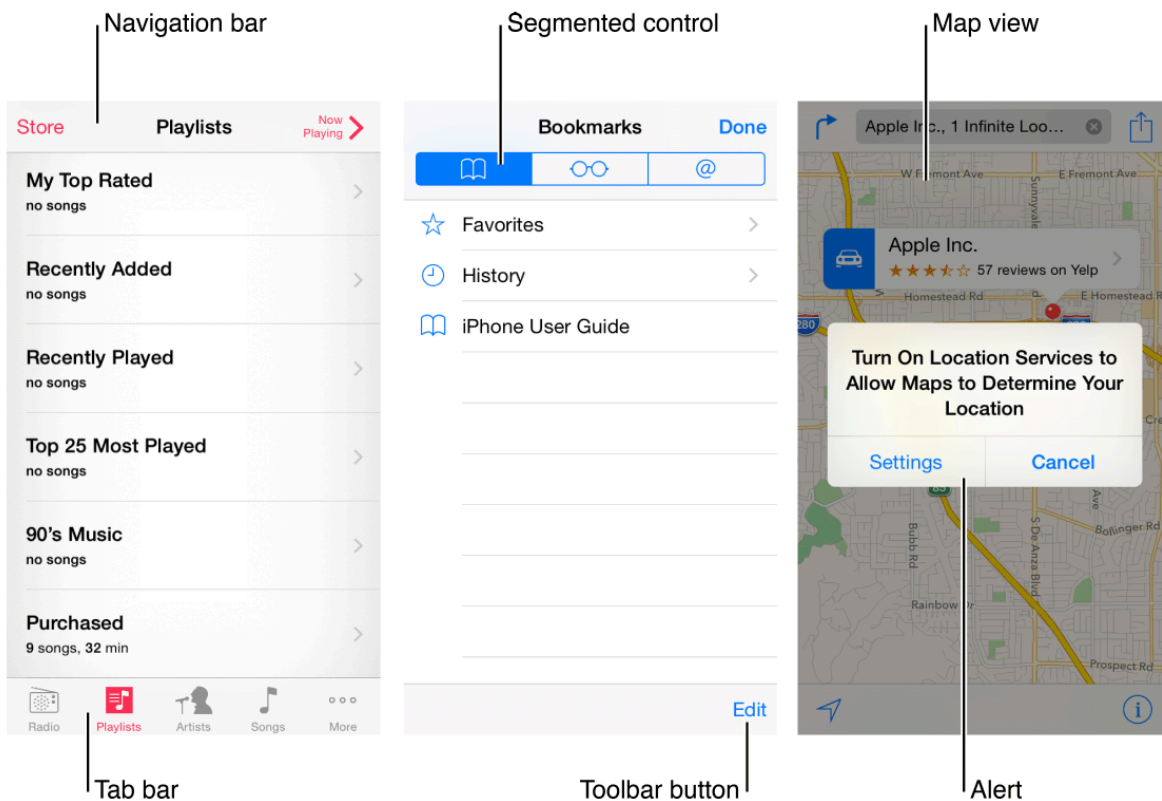 Navigation bar
Segmented control
Map view
Store
Playlists
Now
Playing
My Top Rated
no songs
Recently Added
no songs
Recently Played
no songs
Top 25 Most Played
no songs
90's Music
no songs
Purchased
9 songs, 32 min
Radio
Playlists
Artists
Songs
More
Bookmarks
Done
@
Favorites
History
iPhone User Guide
Edit
Apple Inc., 1 Infinite Loo...
W Fremont Ave
E Fremont Ave
Sunnyvale
Apple Inc.
57 reviews on Yelp
Homestead Rd
E Homestead R
280
Turn On Location Services to
Allow Maps to Determine Your
Location
Settings
Cancel
85
Ave
Bubb Rd
S De Anza Blvd
Bollinger Rd
Rainbow Dr
Prospect Rd
i
Tab bar
Toolbar button
Alert